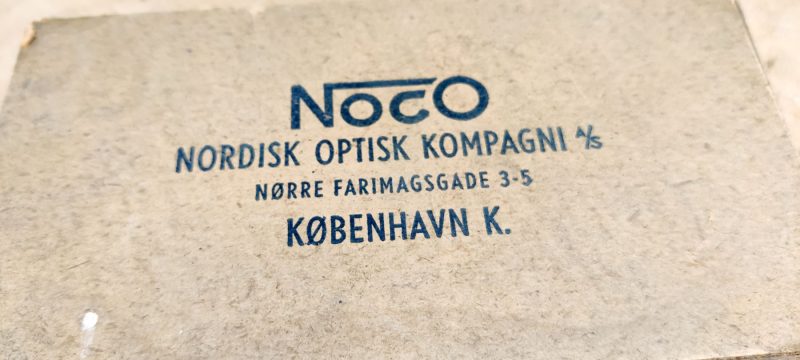 NOCO
NORDISK OPTISK KOMPAGNI A/S
NØRRE FARIMAGSGADE 3-5
KØBENHAVN K.